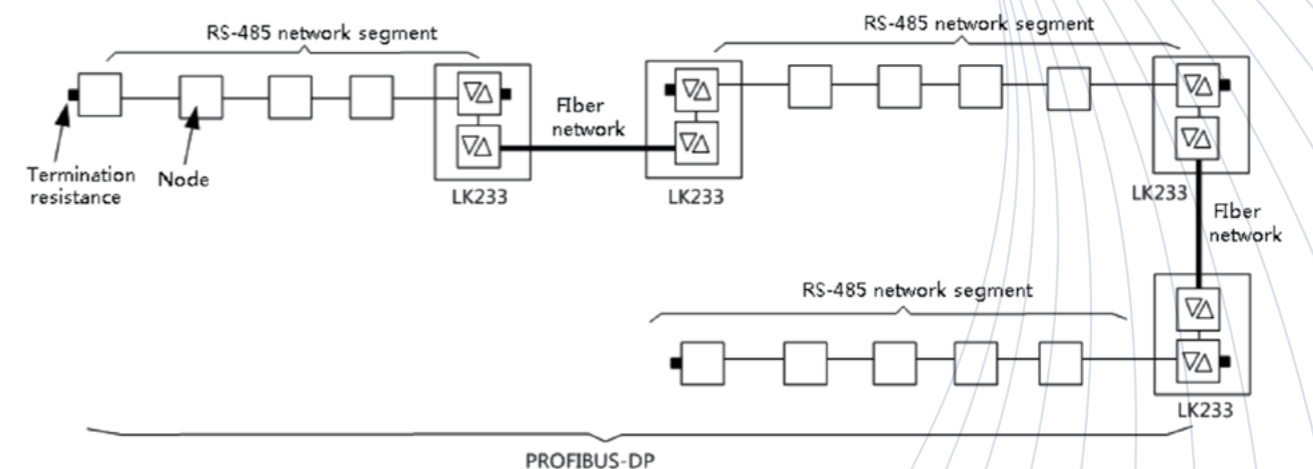 RS-485 network segment
RS-485 network segment
FIber
network
Termination
resistance
Node
LK233
LK233
LK233
FIber
network
RS-485 network segment
LK233
PROFIBUS-DP